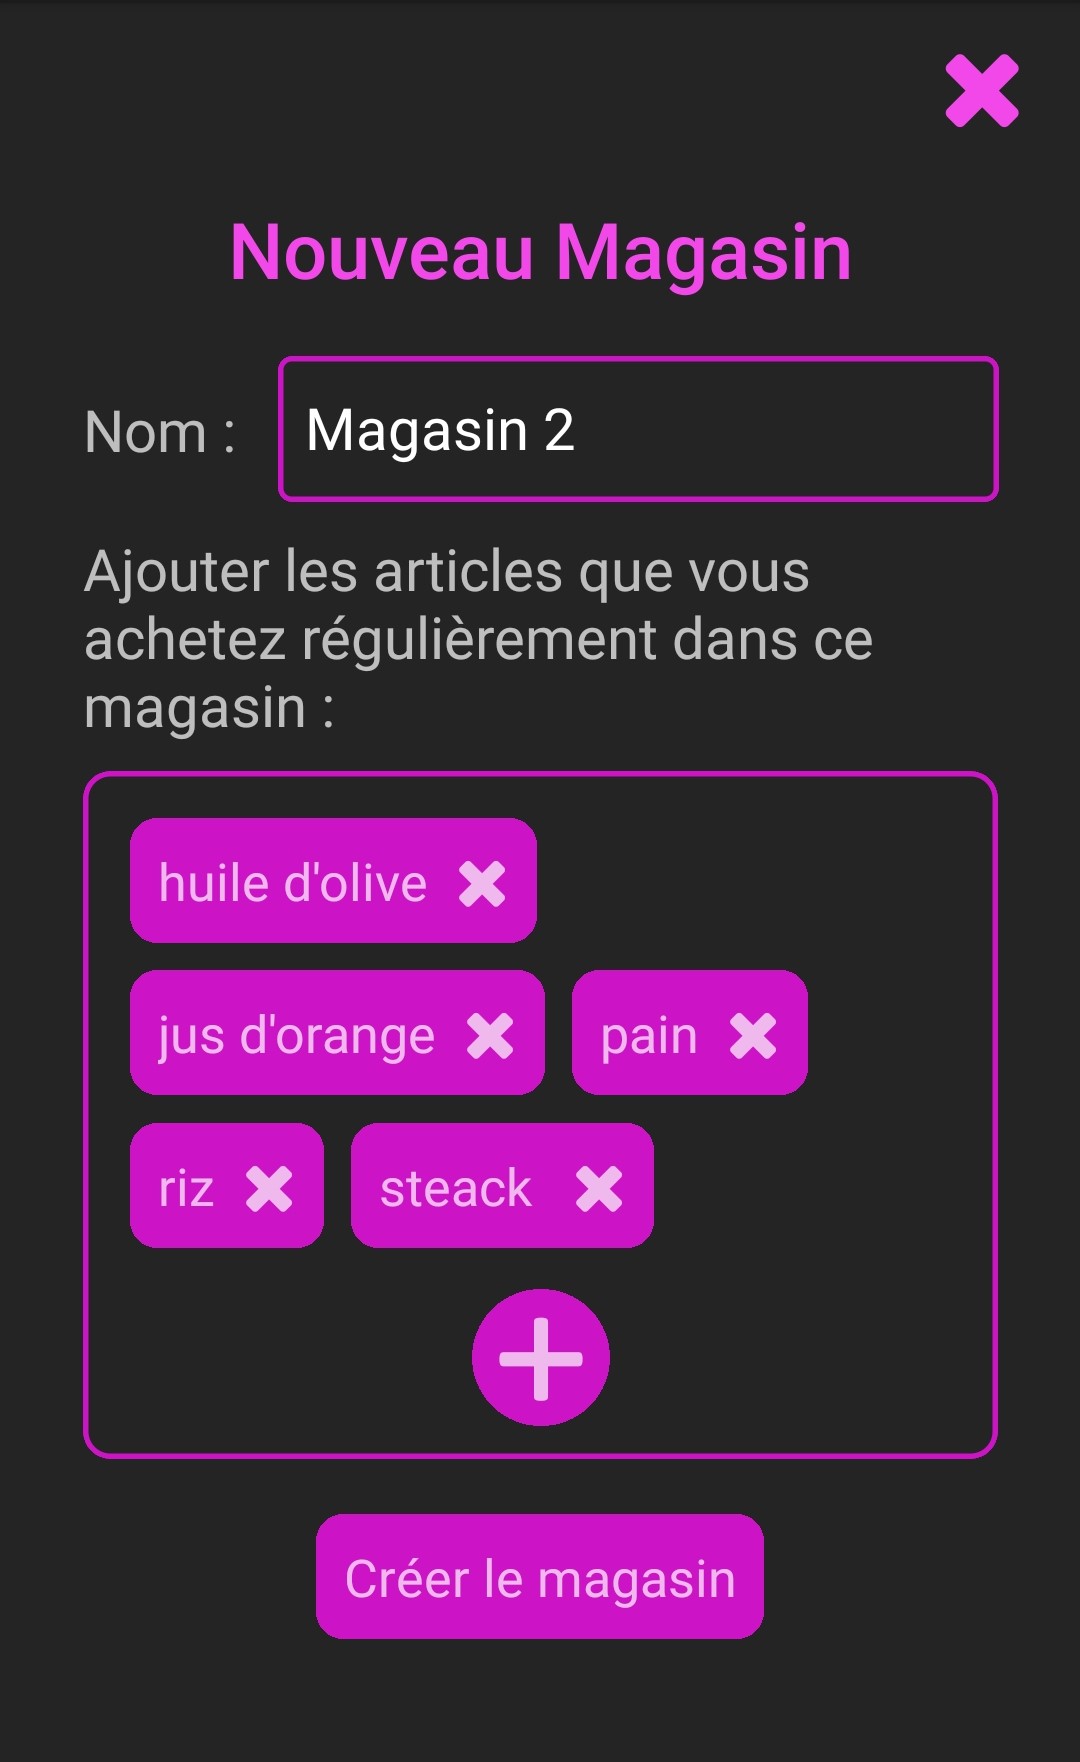 Nouveau Magasin
Nom :
Magasin 2
Ajouter les articles que vous
achetez régulièrement dans ce
magasin :
huile d'olive
jus d'orange
pain
riz
steack
Créer le magasin